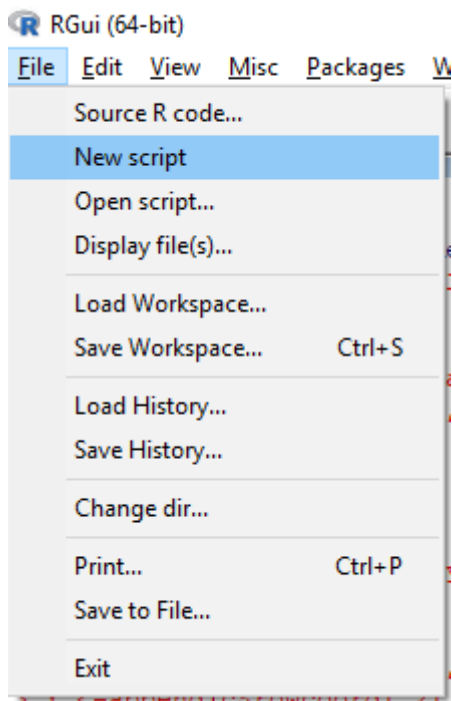 RGui (64-bit)
File Edit View Misc Packages
Source R code...
New script
Open script...
Display file(s)...
Load Workspace...
Save Workspace... Ctrl+S
Load History...
Save History...
Change dir...
Print... Ctrl+P
Save to File...
Exit